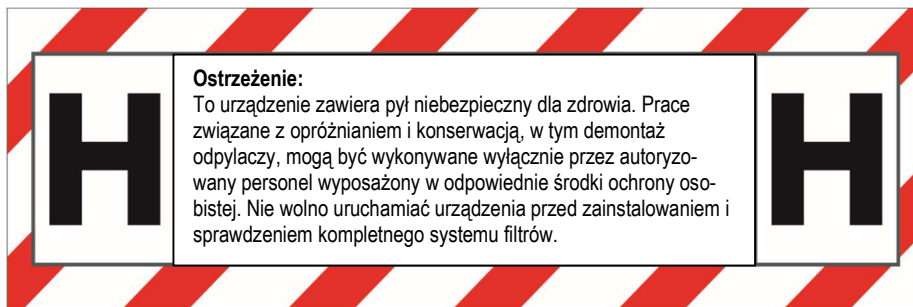 H
Ostrzeżenie:
To urządzenie zawiera pył niebezpieczny dla zdrowia. Prace
związane z opróżnianiem i konserwacją, w tym demontaż
odpylaczy, mogą być wykonywane wyłącznie przez autoryzo-
wany personel wyposażony w odpowiednie środki ochrony oso-
bistej. Nie wolno uruchamiać urządzenia przed zainstalowaniem i
sprawdzeniem kompletnego systemu filtrów.
H